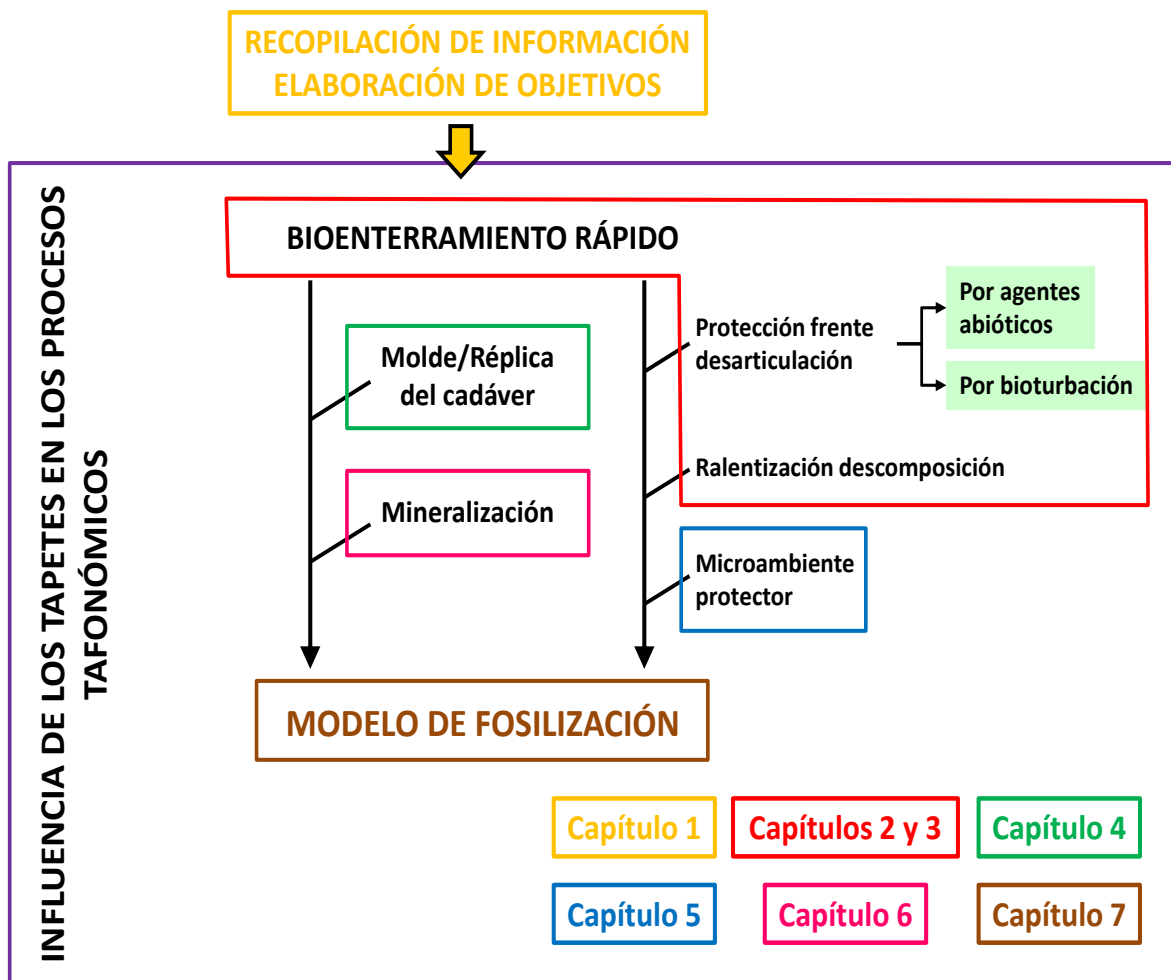 RECOPILACIÓN DE INFORMACIÓN
ELABORACIÓN DE OBJETIVOS
INFLUENCIA DE LOS TAPETES EN LOS PROCESOS
TAFONÓMICOS
BIOENTERRAMIENTO RÁPIDO
Molde/Réplica
del cadáver
Mineralización
Protección frente
desarticulación
Por agentes
abióticos
Por bioturbación
Ralentización descomposición
Microambiente
protector
MODELO DE FOSILIZACIÓN
Capítulo 1
Capítulos 2 y 3
Capítulo 4
Capítulo 5
Capítulo 6
Capítulo 7